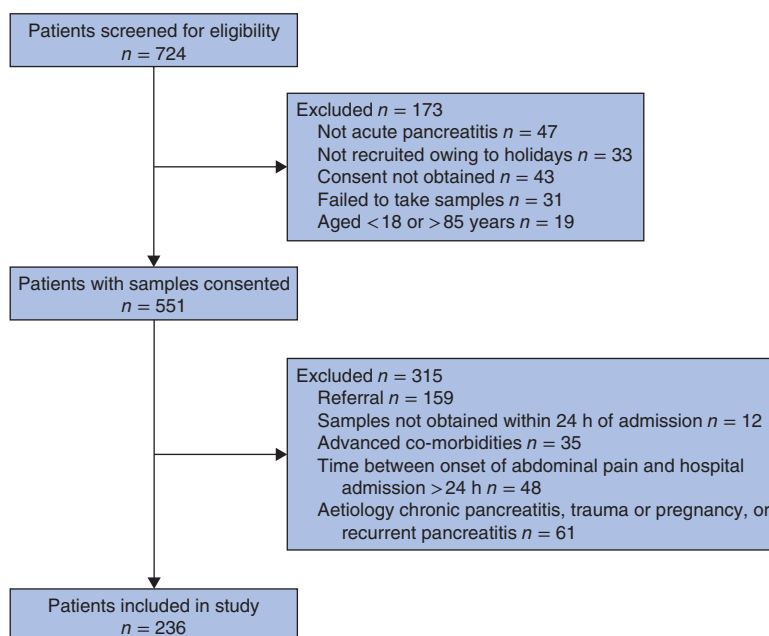 Patients screened for eligibility
n = 724
Excluded n = 173
Not acute pancreatitis n = 47
Not recruited owing to holidays n = 33
Consent not obtained n = 43
Failed to take samples n = 31
Aged <18 or >85 years n = 19
Patients with samples consented
n = 551
Excluded n = 315
Referral n = 159
Samples not obtained within 24 h of admission n = 12
Advanced co-morbidities n = 35
Time between onset of abdominal pain and hospital
admission >24 h n = 48
Aetiology chronic pancreatitis, trauma or pregnancy, or
recurrent pancreatitis n = 61
Patients included in study
n = 236